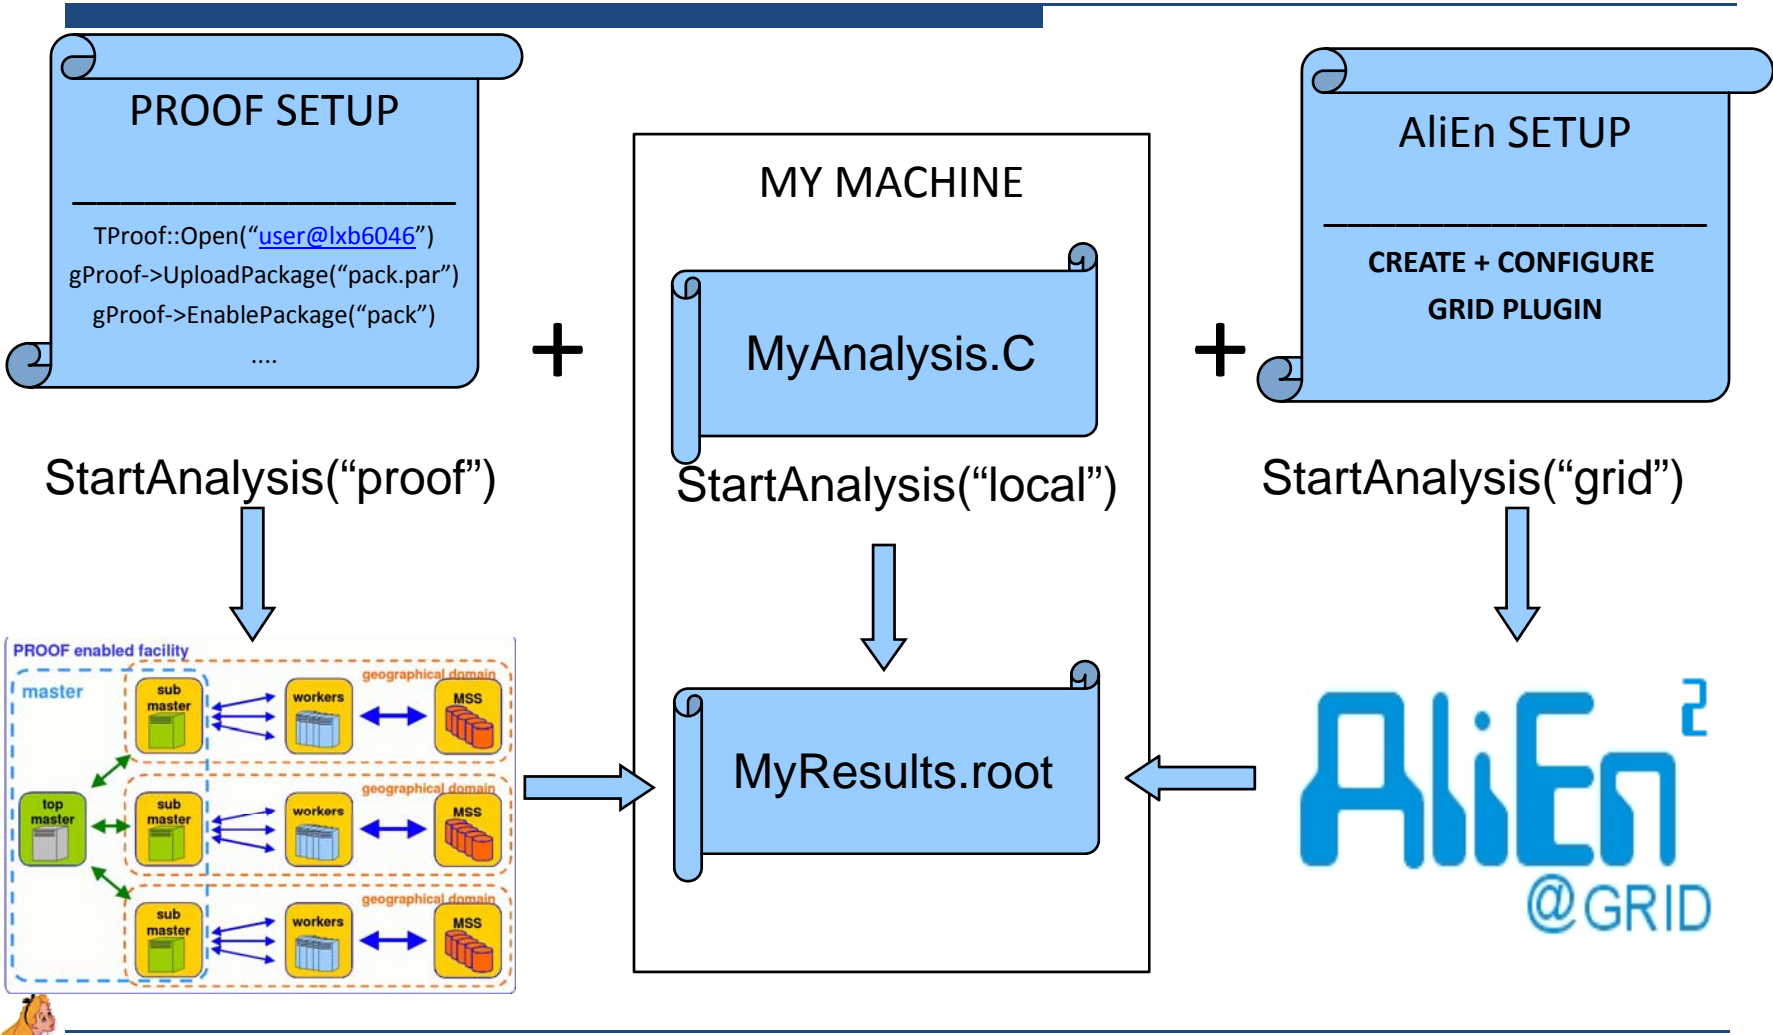 PROOF SETUP
TProof::Open(“user@lxb6046”)
gProof->UploadPackage(“pack.par”)
gProof->EnablePackage(“pack”)
....
+
MY MACHINE
MyAnalysis.C
+
AliEn SETUP
CREATE + CONFIGURE
GRID PLUGIN
StartAnalysis(“proof”)
StartAnalysis(“local”)
StartAnalysis(“grid”)
PROOF enabled facility
master
geographical domain
sub
master
workers
MSS
top
master
geographical domain
sub
master
workers
MSS
geographical domain
sub
master
workers
MSS
MyResults.root
AliEn2
@GRID